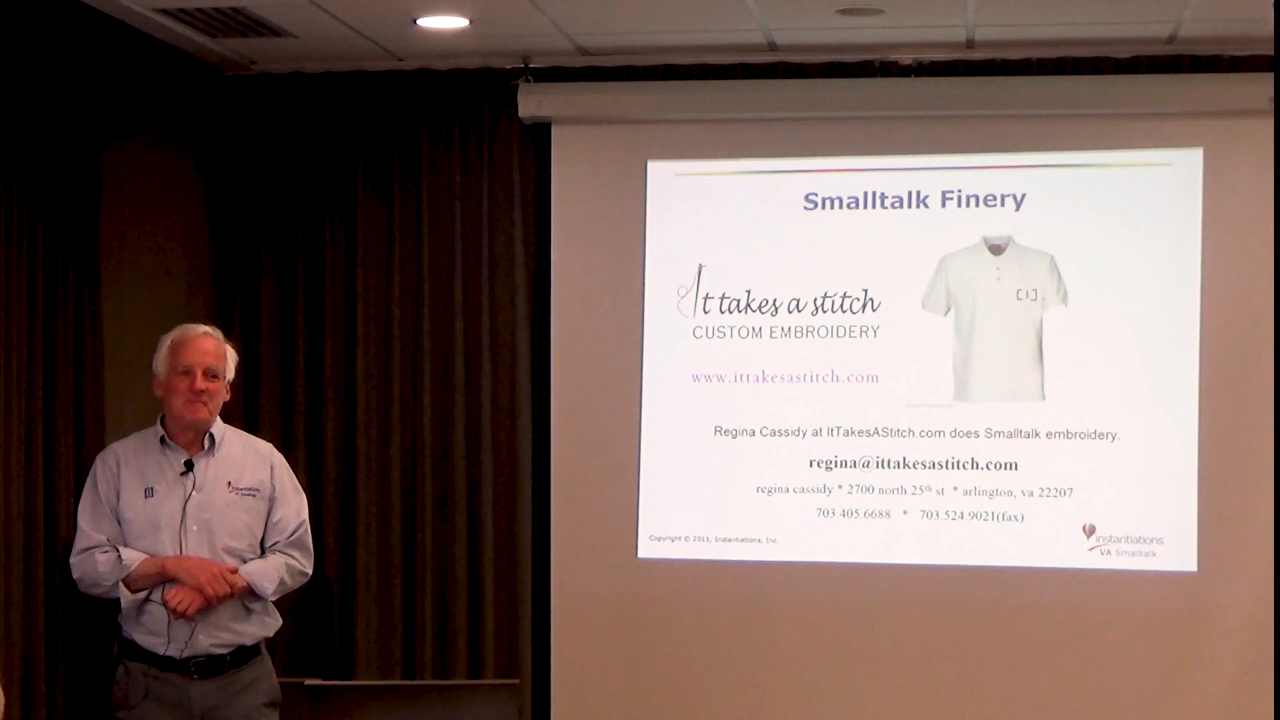 Smalltalk Finery
It takes a stitch
CUSTOM EMBROIDERY
www.ittakesastitch.com
[|].
Regina Cassidy at ItTakesAStitch.com does Smalltalk embroidery.
regina@ittakesastitch.com
regina cassidy * 2700 north 25th st * arlington, va 22207
703.405.6688 * 703.524.9021(fax)
Copyright © 2011, Instantiations, Inc.
instantiations
VA Smalltalk
instantiations